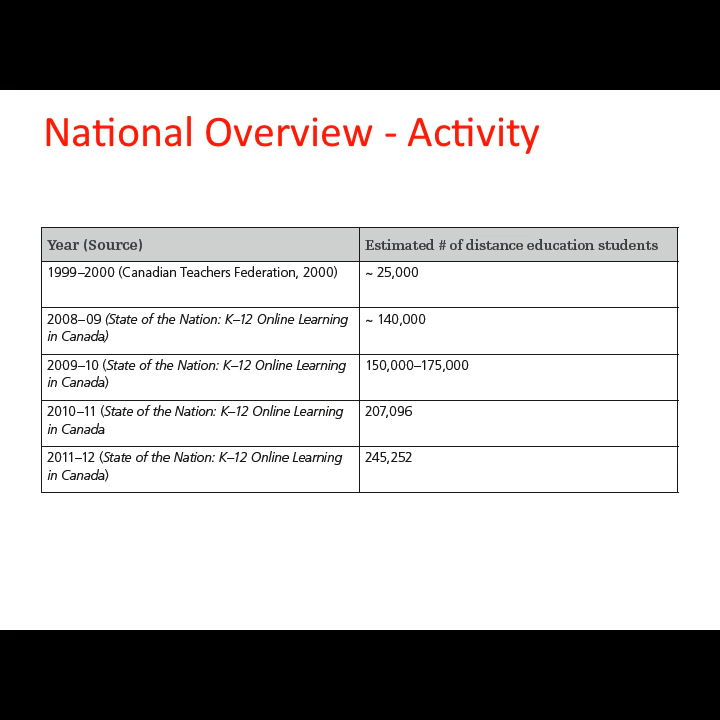 National Overview - Activity
Year (Source)
Estimated # of distance education students
1999–2000 (Canadian Teachers Federation, 2000)
~ 25,000
2008–09 (State of the Nation: K–12 Online Learning
in Canada)
~ 140,000
2009–10 (State of the Nation: K–12 Online Learning
in Canada)
150,000–175,000
2010–11 (State of the Nation: K–12 Online Learning
in Canada
207,096
2011–12 (State of the Nation: K–12 Online Learning
in Canada)
245,252